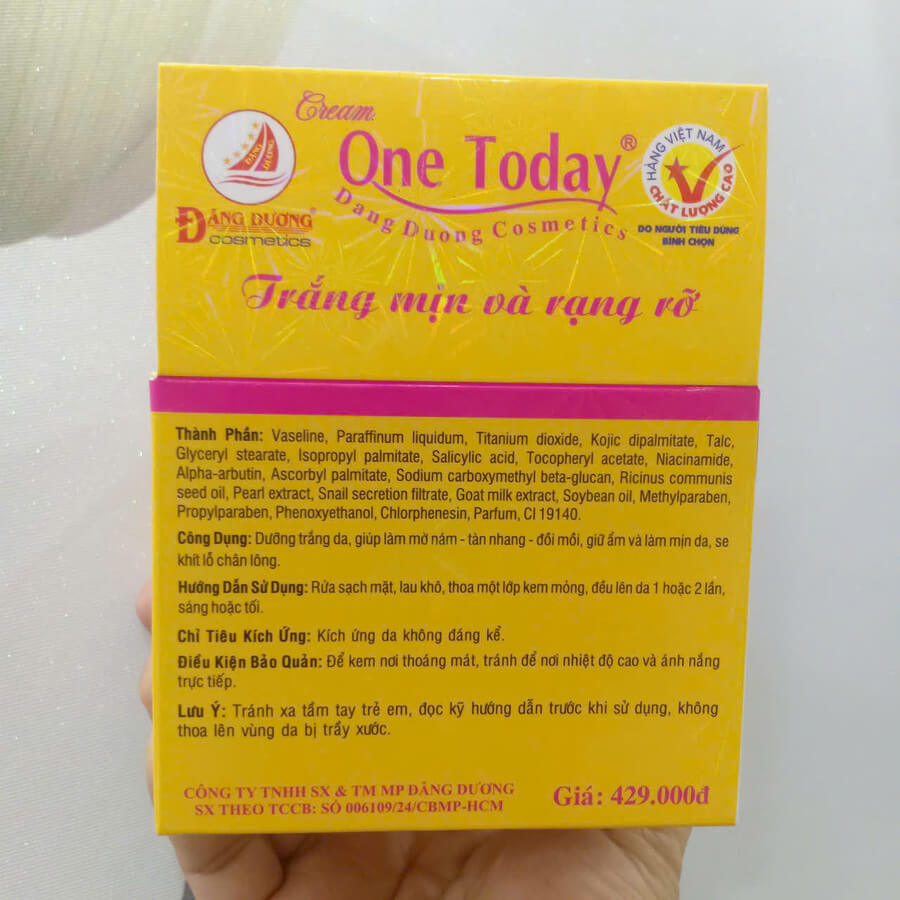 Cream
One Today®
Dang Duong Cosmetics
ĐĂNG DƯƠNG
ĐĂNG DƯƠNG®
cosmetics
HÀNG VIỆT NAM
CHẤT LƯỢNG CAO
DO NGƯỜI TIÊU DÙNG
BÌNH CHỌN
Trắng mịn và rạng rỡ
Thành Phần: Vaseline, Paraffinum liquidum, Titanium dioxide, Kojic dipalmitate, Talc,
Glyceryl stearate, Isopropyl palmitate, Salicylic acid, Tocopheryl acetate, Niacinamide,
Alpha-arbutin, Ascorbyl palmitate, Sodium carboxymethyl beta-glucan, Ricinus communis
seed oil, Pearl extract, Snail secretion filtrate, Goat milk extract, Soybean oil, Methylparaben,
Propylparaben, Phenoxyethanol, Chlorphenesin, Parfum, CI 19140.
Công Dụng: Dưỡng trắng da, giúp làm mờ nám - tàn nhang - đồi mồi, giữ ẩm và làm mịn da, se
khít lỗ chân lông.
Hướng Dẫn Sử Dụng: Rửa sạch mặt, lau khô, thoa một lớp kem mỏng, đều lên da 1 hoặc 2 lần,
sáng hoặc tối.
Chỉ Tiêu Kích Ứng: Kích ứng da không đáng kể.
Điều Kiện Bảo Quản: Để kem nơi thoáng mát, tránh để nơi nhiệt độ cao và ánh nắng
trực tiếp.
Lưu Ý: Tránh xa tầm tay trẻ em, đọc kỹ hướng dẫn trước khi sử dụng, không
thoa lên vùng da bị trầy xước.
CÔNG TY TNHH SX & TM MP ĐĂNG DƯƠNG
SX THEO TCCB: SỐ 006109/24/CBMP-HCM
Giá: 429.000đ